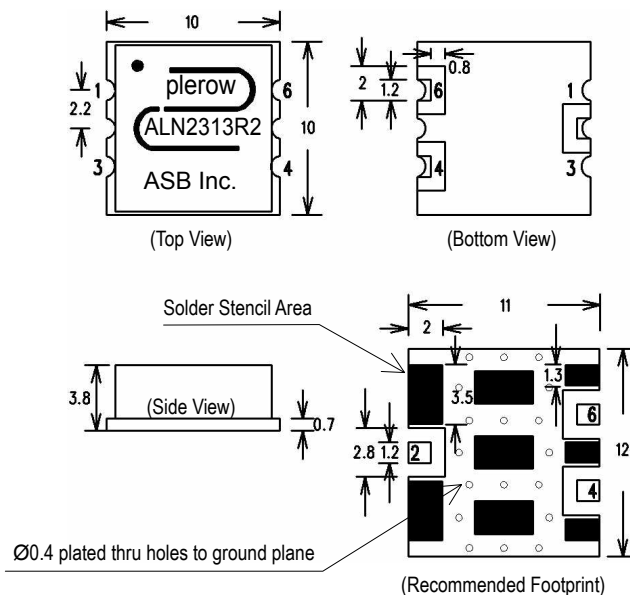 10
1
2.2
3
plerow
ALN2313R2
ASB Inc.
6
4
10
(Top View)
2
1.2
0.8
6
4
1
3
(Bottom View)
Solder Stencil Area
3.8
(Side View)
0.7
11
2
3.5
1.3
2.8
1.2
2
6
4
12
Ø0.4 plated thru holes to ground plane
(Recommended Footprint)